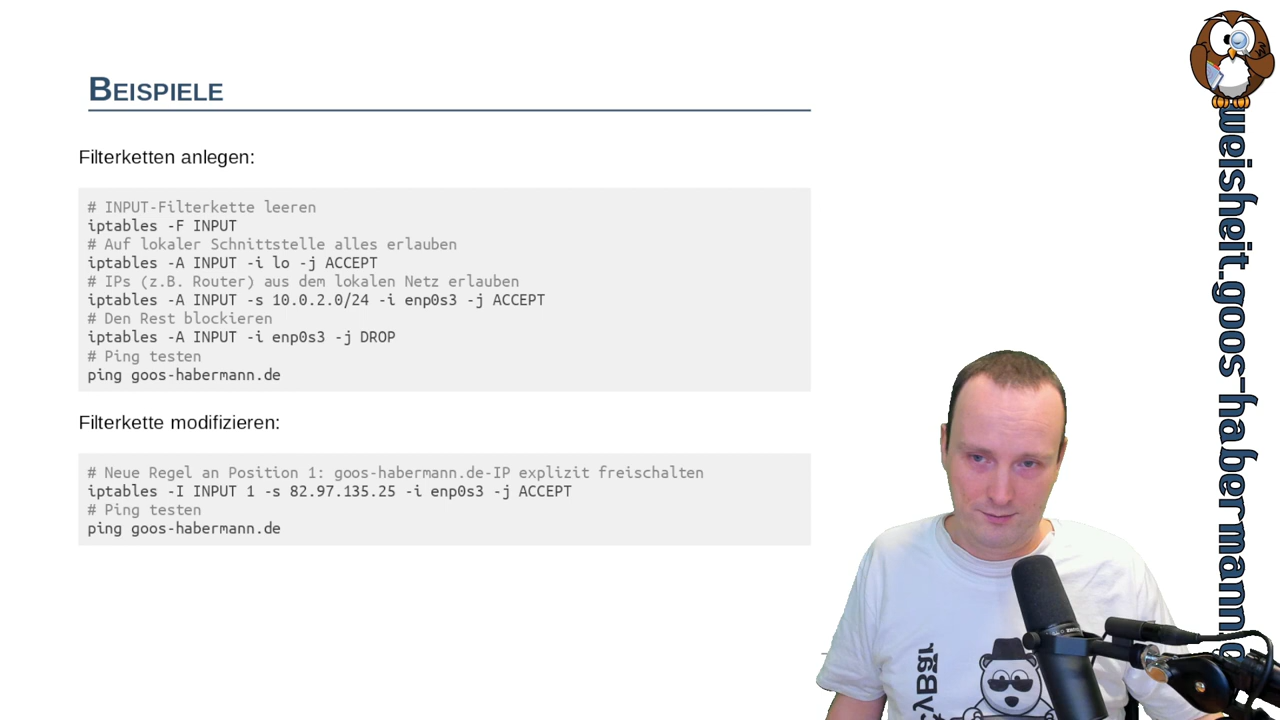 BEISPIELE
Filterketten anlegen:
# INPUT-Filterkette leeren
iptables -F INPUT
# Auf lokaler Schnittstelle alles erlauben
iptables -A INPUT -i lo -j ACCEPT
# IPs (z.B. Router) aus dem lokalen Netz erlauben
iptables -A INPUT -s 10.0.2.0/24 -i enp0s3 -j ACCEPT
# Den Rest blockieren
iptables -A INPUT -i enp0s3 -j DROP
# Ping testen
ping goos-habermann.de
Filterkette modifizieren:
# Neue Regel an Position 1: goos-habermann.de-IP explizit freischalten
iptables -I INPUT 1 -s 82.97.135.25 -i enp0s3 -j ACCEPT
# Ping testen
ping goos-habermann.de
weisheit.goos-habermann.d